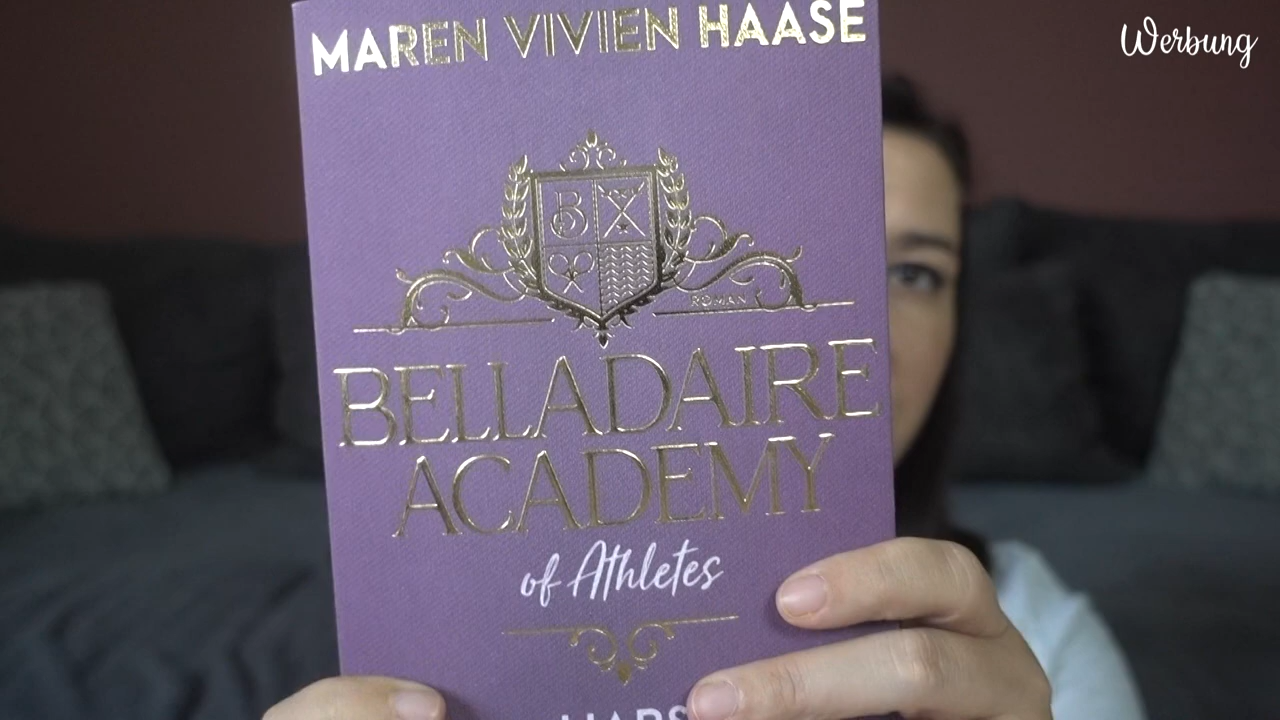 MAREN VIVIEN HAASE
Werbung
B
ROMAN
BELLADAIRE
ACADEMY
of Athletes